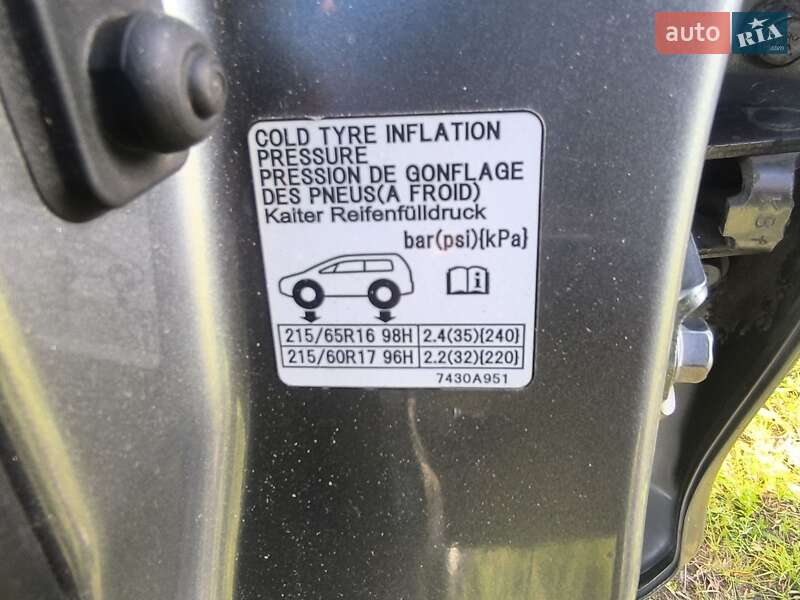 auto RIA
.com
COLD TYRE INFLATION
PRESSURE
PRESSION DE GONFLAGE
DES PNEUS(A FROID)
Kalter Reifenfülldruck
bar(psi){kPa}
i
215/65R16 98H 2.4(35){240}
215/60R17 96H 2.2(32){220}
7430A951